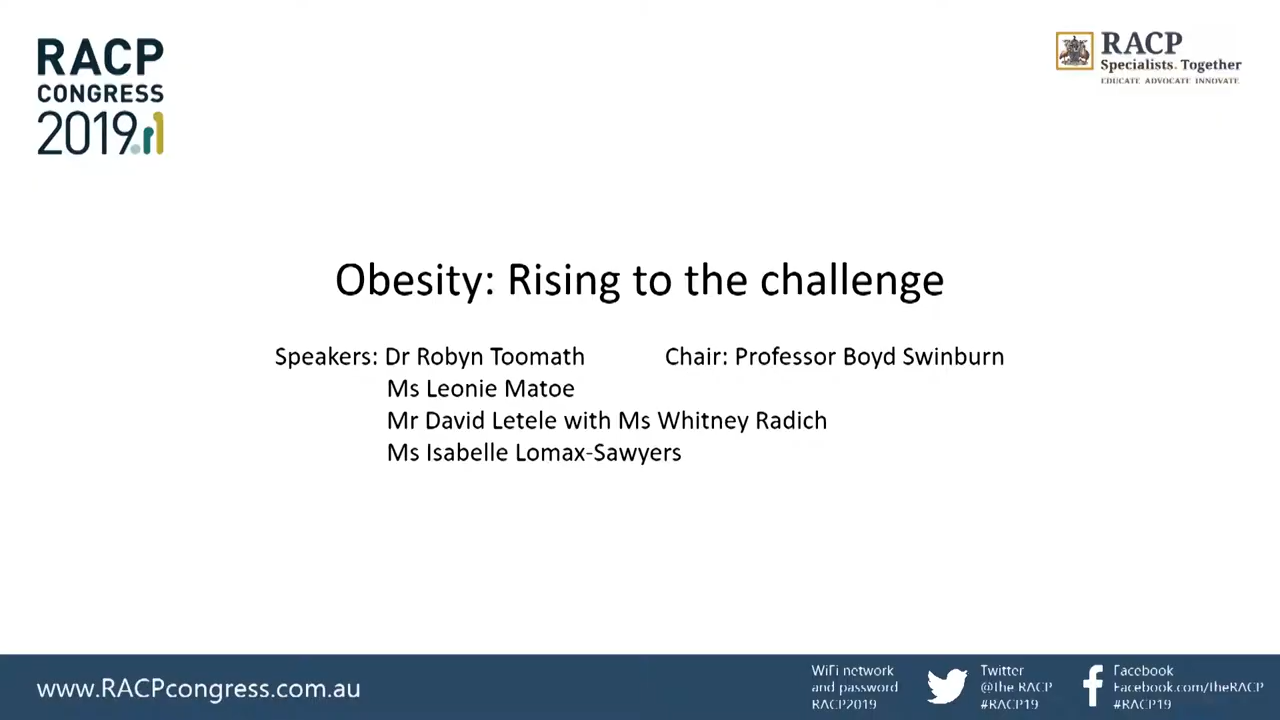 RACP
CONGRESS
2019
RACP
Specialists. Together
EDUCATE ADVOCATE INNOVATE
Obesity: Rising to the challenge
Speakers: Dr Robyn Toomath Chair: Professor Boyd Swinburn
Ms Leonie Matoe
Mr David Letele with Ms Whitney Radich
Ms Isabelle Lomax-Sawyers
www.RACPcongress.com.au
WiFi network
and password
RACP2019
Twitter
@the RACP
#RACP19
Facebook
Facebook.com/theRACP
#RACP19